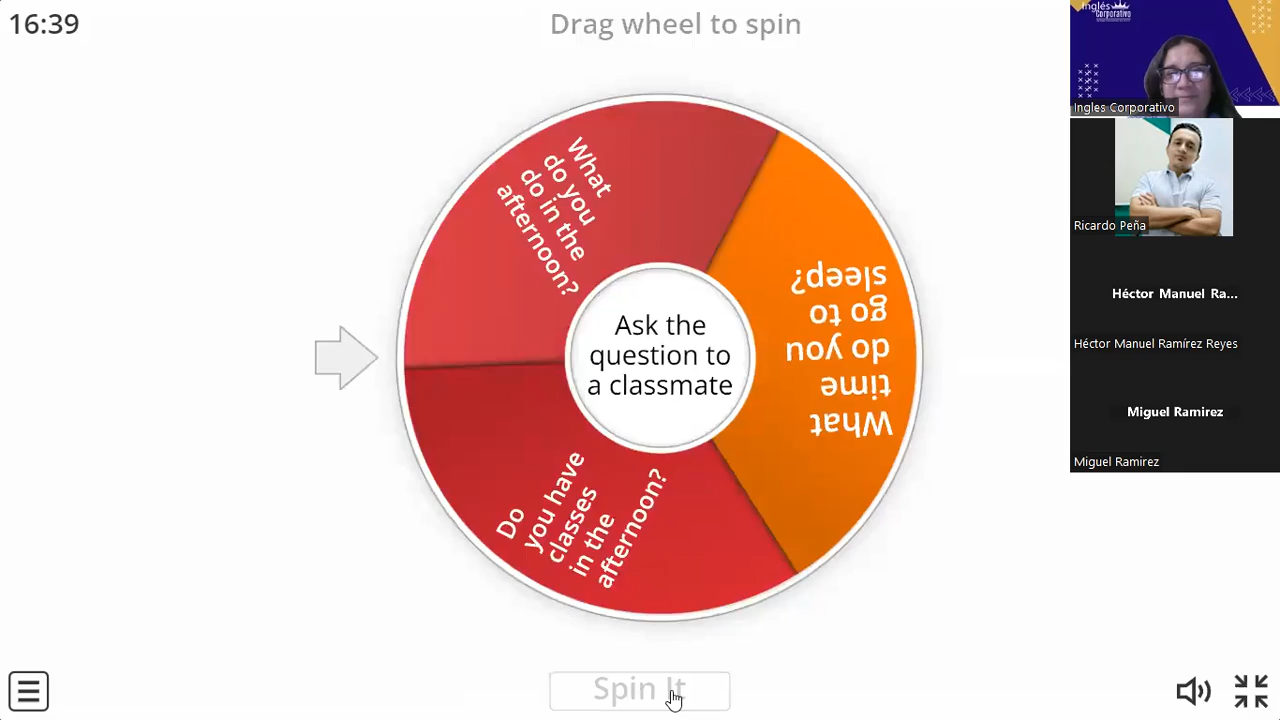 16:39
Drag wheel to spin
What
do you
do in the
afternoon?
What
time
do you
go to
sleep?
Do
you have
classes
in the
afternoon?
Ask the
question to
a classmate
Spin It
Inglés
Corporativo
Ingles Corporativo
Ricardo Peña
Héctor Manuel Ra...
Héctor Manuel Ramírez Reyes
Miguel Ramirez
Miguel Ramirez